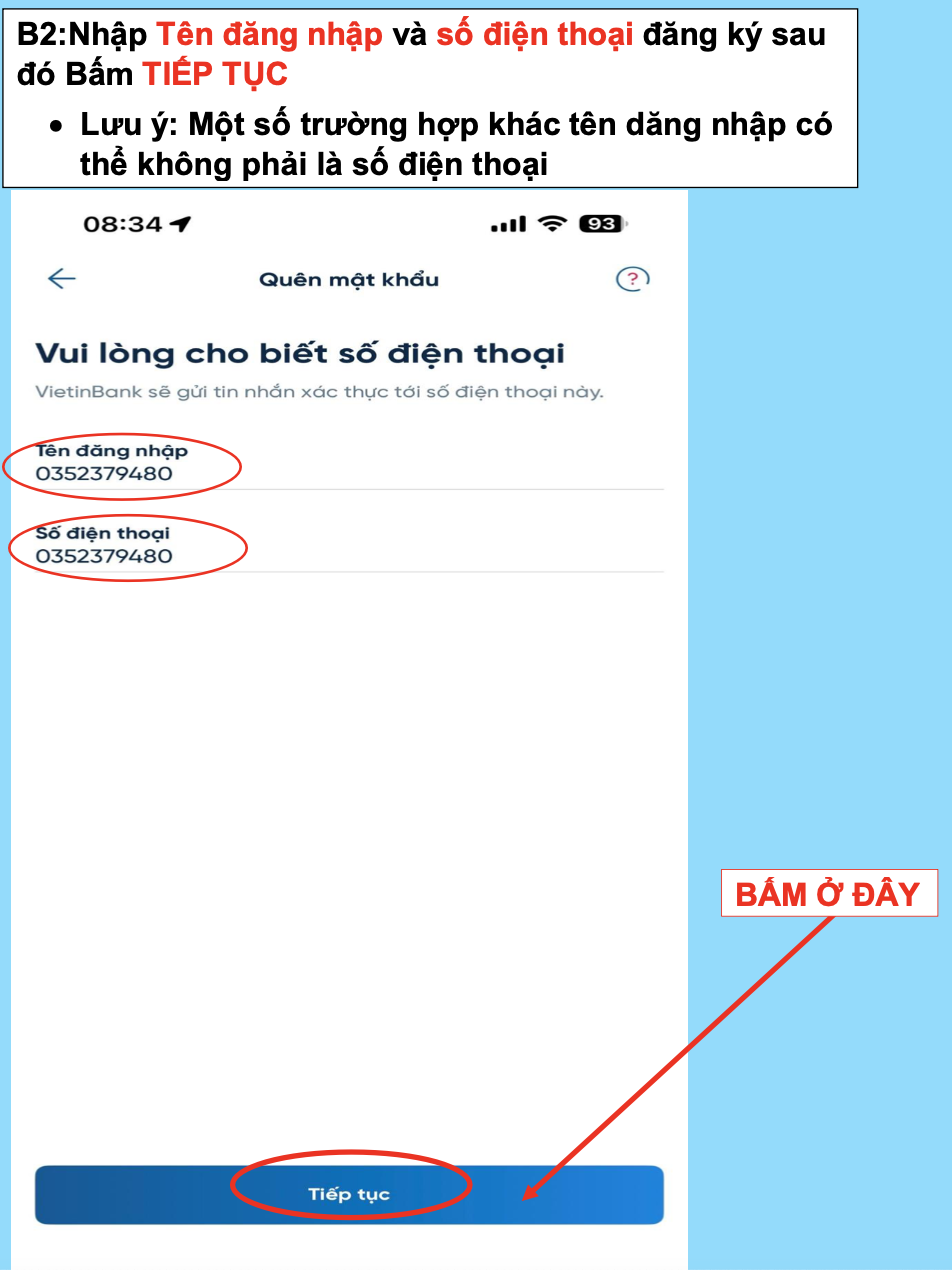 B2:Nhập Tên đăng nhập và số điện thoại đăng ký sau
đó Bấm TIẾP TỤC
• Lưu ý: Một số trường hợp khác tên dăng nhập có
thể không phải là số điện thoại
08:34
93
Quên mật khẩu
?
Vui lòng cho biết số điện thoại
VietinBank sẽ gửi tin nhắn xác thực tới số điện thoại này.
Tên đăng nhập
0352379480
Số điện thoại
0352379480
BẤM Ở ĐÂY
Tiếp tục